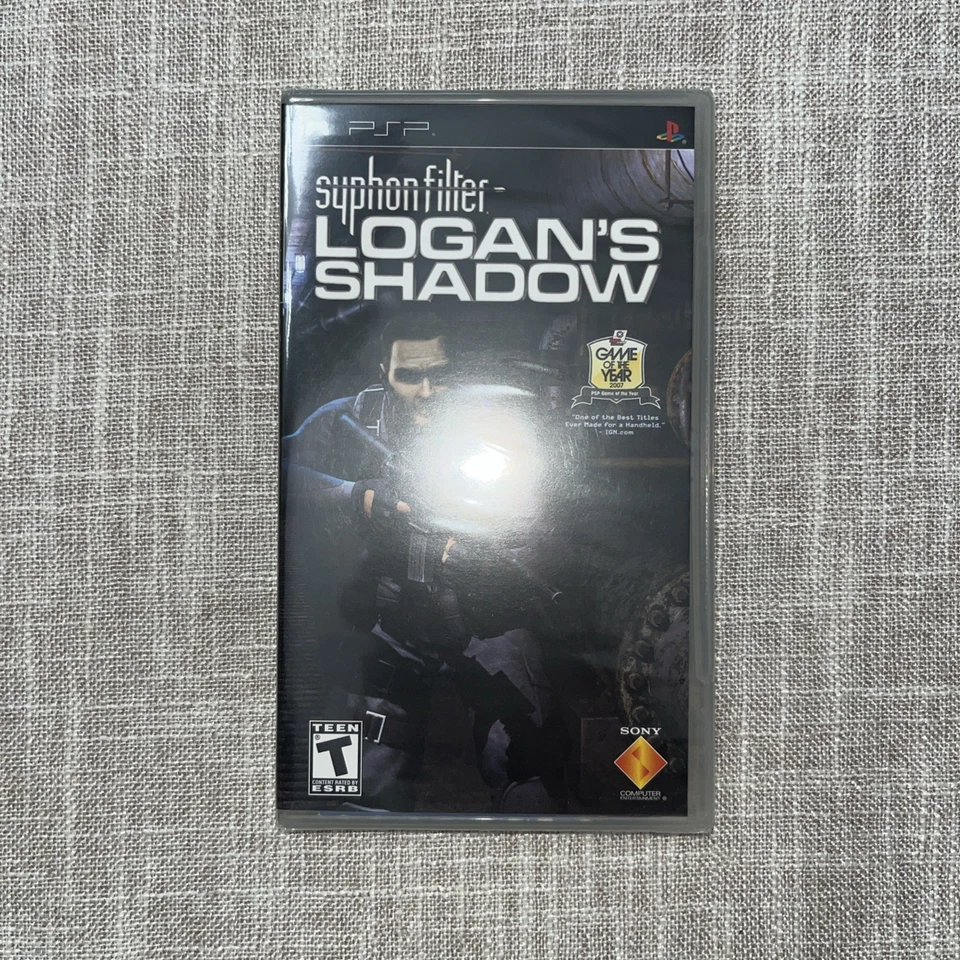 PSP
syphon filter
LOGAN'S
SHADOW
GAME
OF THE
YEAR
2007
PSP Game of the Year
"One of the Best Titles
Ever Made for a Handheld."
- IGN.com
TEEN
T
CONTENT RATED BY
ESRB
SONY
COMPUTER
ENTERTAINMENT ®